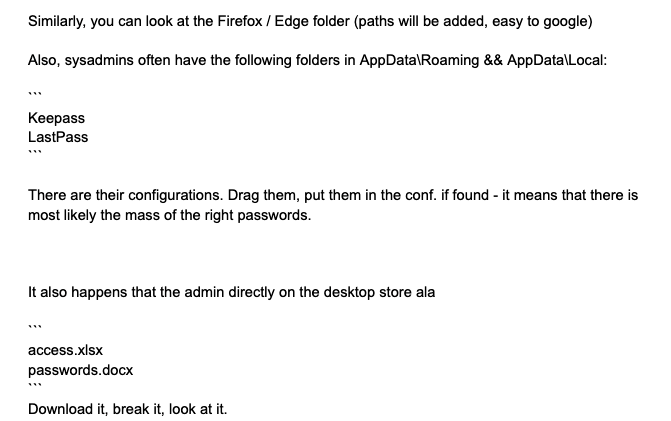 Similarly, you can look at the Firefox / Edge folder (paths will be added, easy to google)
Also, sysadmins often have the following folders in AppData\Roaming && AppData\Local:
```
Keepass
LastPass
```
There are their configurations. Drag them, put them in the conf. if found - it means that there is
most likely the mass of the right passwords.
It also happens that the admin directly on the desktop store ala
```
access.xlsx
passwords.docx
```
Download it, break it, look at it.